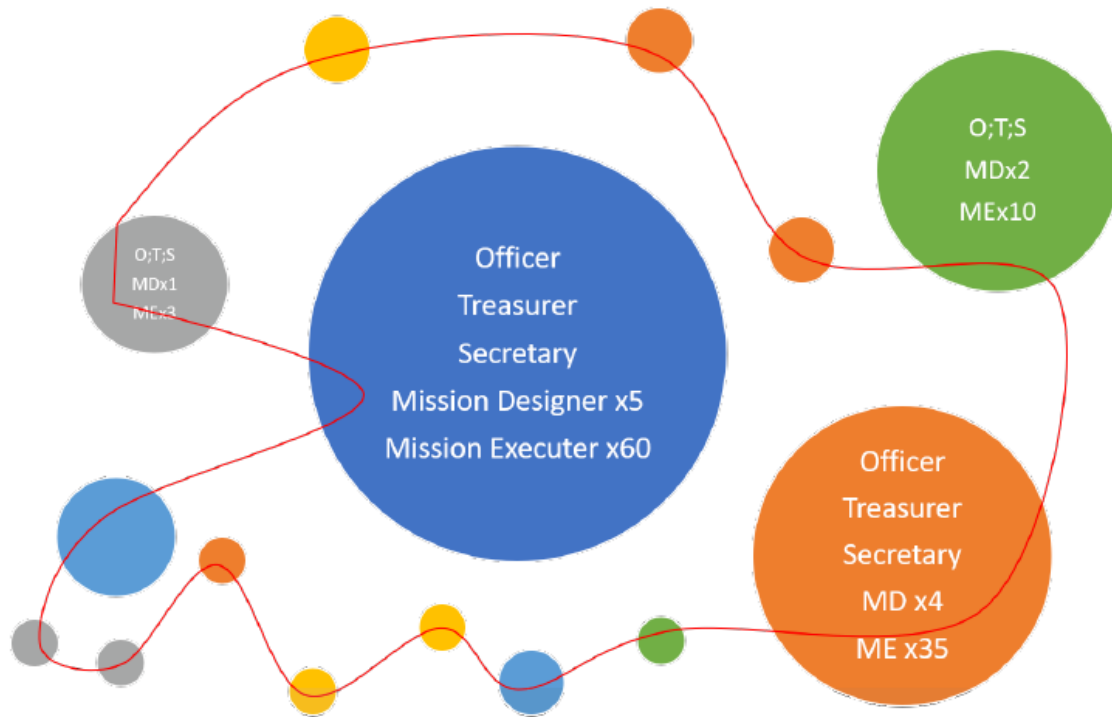 O;T;S
MDx2
MEx10
O;T;S
MDx1
MEx3
Officer
Treasurer
Secretary
Mission Designer x5
Mission Executer x60
Officer
Treasurer
Secretary
MD x4
ME x35